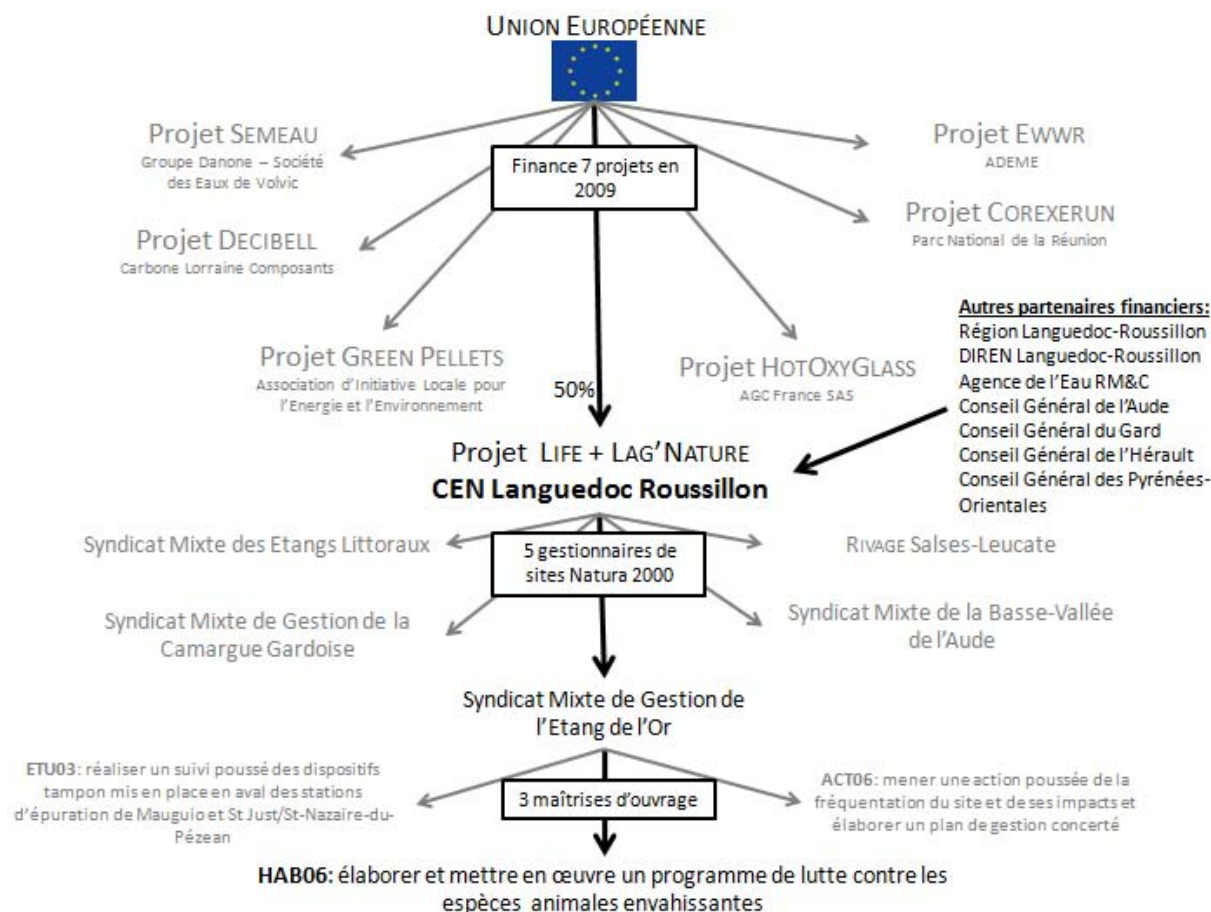 UNION EUROPÉENNE
Projet SEMEAU
Groupe Danone – Société
des Eaux de Volvic
Projet EWWR
ADEME
Finance 7 projets en
2009
Projet DECIBELL
Carbone Lorraine Composants
Projet COREXERUN
Parc National de la Réunion
Projet GREEN PELLETS
Association d'Initiative Locale pour
l'Energie et l'Environnement
50%
Projet HOTOXYGLASS
AGC France SAS
Autres partenaires financiers:
Région Languedoc-Roussillon
DIREN Languedoc-Roussillon
Agence de l'Eau RM&C
Conseil Général de l'Aude
Conseil Général du Gard
Conseil Général de l'Hérault
Conseil Général des Pyrénées-
Orientales
Projet LIFE + LAG'NATURE
CEN Languedoc Roussillon
Syndicat Mixte des Etangs Littoraux
5 gestionnaires de
sites Natura 2000
RIVAGE Salses-Leucate
Syndicat Mixte de Gestion de la
Camargue Gardoise
Syndicat Mixte de la Basse-Vallée
de l'Aude
Syndicat Mixte de Gestion de
l'Etang de l'Or
ETU03: réaliser un suivi poussé des dispositifs
tampon mis en place en aval des stations
d'épuration de Mauguio et St Just/St-Nazaire-du-
Pézean
3 maîtrises d'ouvrage
ACT06: mener une action poussée de la
fréquentation du site et de ses impacts et
élaborer un plan de gestion concerté
HAB06: élaborer et mettre en œuvre un programme de lutte contre les
espèces animales envahissantes